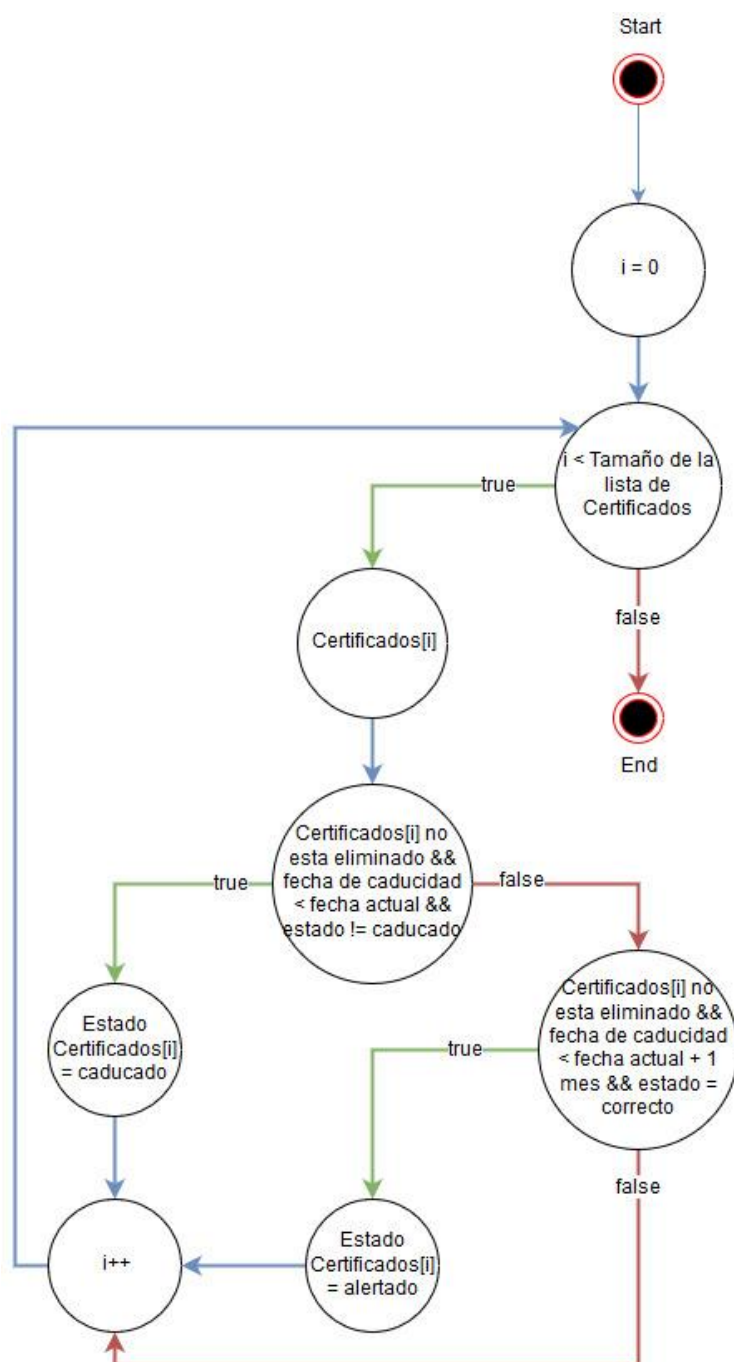 Start
i = 0
i < Tamaño de la
lista de
Certificados
true
false
Certificados[i]
End
Certificados[i] no
esta eliminado &&
fecha de caducidad
< fecha actual &&
estado != caducado
true
false
Certificados[i] no
esta eliminado &&
fecha de caducidad
< fecha actual + 1
mes && estado =
correcto
Estado
Certificados[i]
= caducado
true
false
Estado
Certificados[i]
= alertado
i++